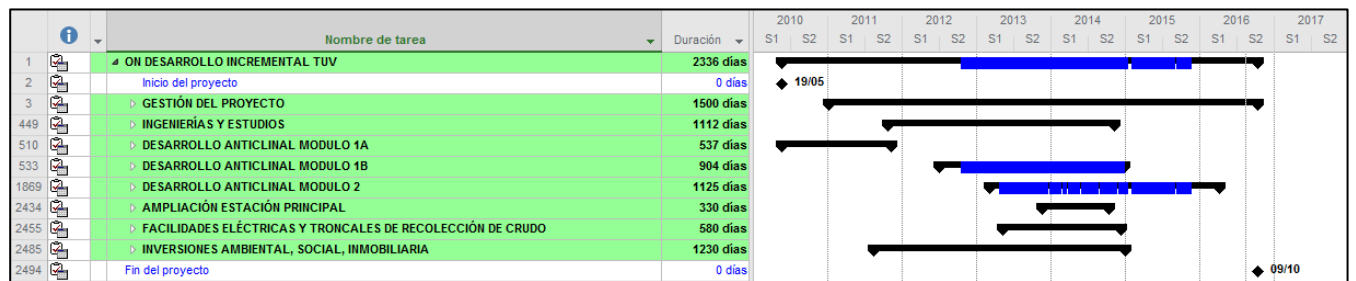 2010 2011 2012 2013 2014 2015 2016 2017
Nombre de tarea Duración S1 S2 S1 S2 S1 S2 S1 S2 S1 S2 S1 S2 S1 S2 S1 S2
1 ON DESARROLLO INCREMENTAL TUV 2336 días
2 Inicio del proyecto 0 días 19/05
3 GESTIÓN DEL PROYECTO 1500 días
449 INGENIERÍAS Y ESTUDIOS 1112 días
510 DESARROLLO ANTICLINAL MODULO 1A 537 días
533 DESARROLLO ANTICLINAL MODULO 1B 904 días
1869 DESARROLLO ANTICLINAL MODULO 2 1125 días
2434 AMPLIACIÓN ESTACIÓN PRINCIPAL 330 días
2455 FACILIDADES ELÉCTRICAS Y TRONCALES DE RECOLECCIÓN DE CRUDO 580 días
2485 INVERSIONES AMBIENTAL, SOCIAL, INMOBILIARIA 1230 días
2494 Fin del proyecto 0 días 09/10